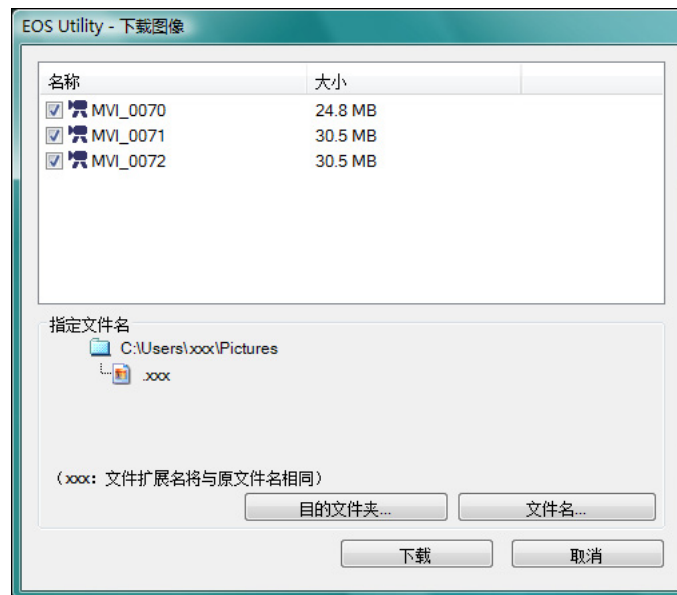 EOS Utility - 下载图像
名称 大小
MVI_0070 24.8 MB
MVI_0071 30.5 MB
MVI_0072 30.5 MB
指定文件名
C:\Users\xxx\Pictures
.xxx
（xxx：文件扩展名将与原文件名相同）
目的文件夹... 文件名...
下载 取消